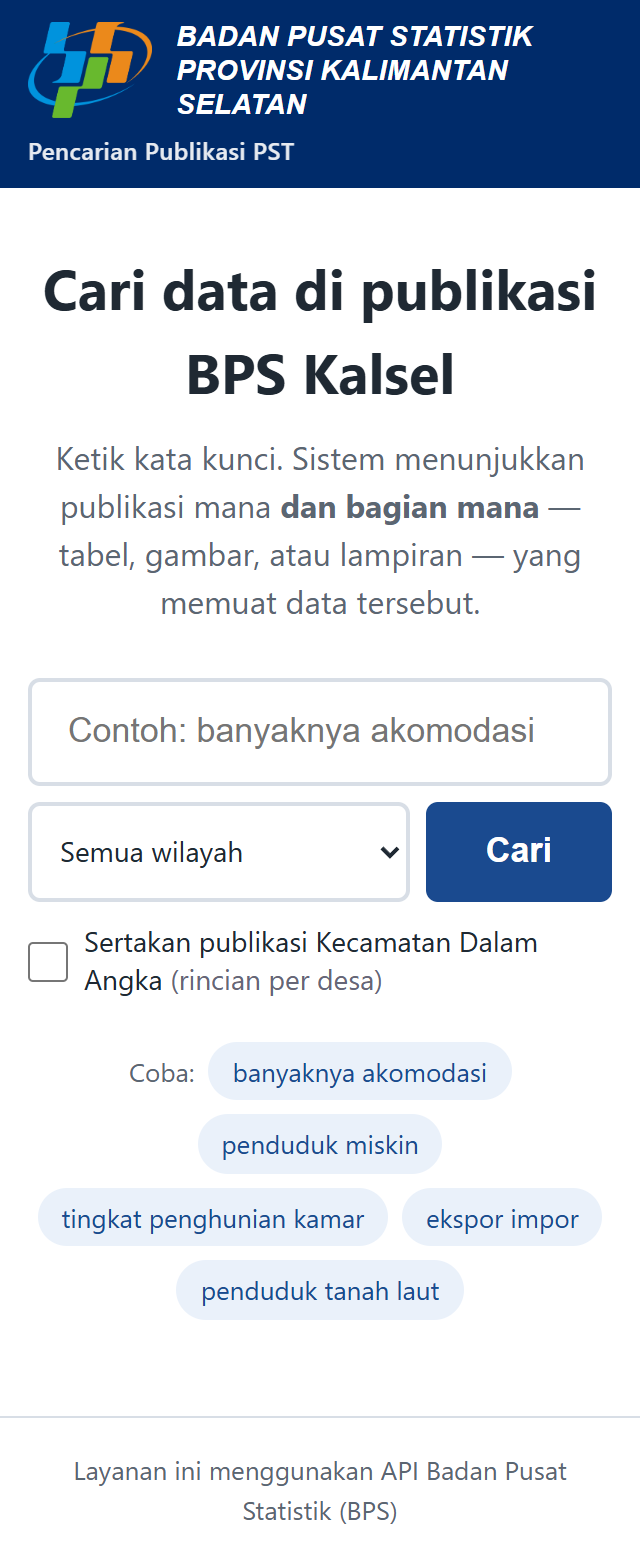 BADAN PUSAT STATISTIK
PROVINSI KALIMANTAN
SELATAN
Pencarian Publikasi PST
Cari data di publikasi
BPS Kalsel
Ketik kata kunci. Sistem menunjukkan
publikasi mana dan bagian mana —
tabel, gambar, atau lampiran — yang
memuat data tersebut.
Contoh: banyaknya akomodasi
Semua wilayah
Cari
Sertakan publikasi Kecamatan Dalam
Angka (rincian per desa)
Coba: banyaknya akomodasi
penduduk miskin
tingkat penghunian kamar ekspor impor
penduduk tanah laut
Layanan ini menggunakan API Badan Pusat
Statistik (BPS)